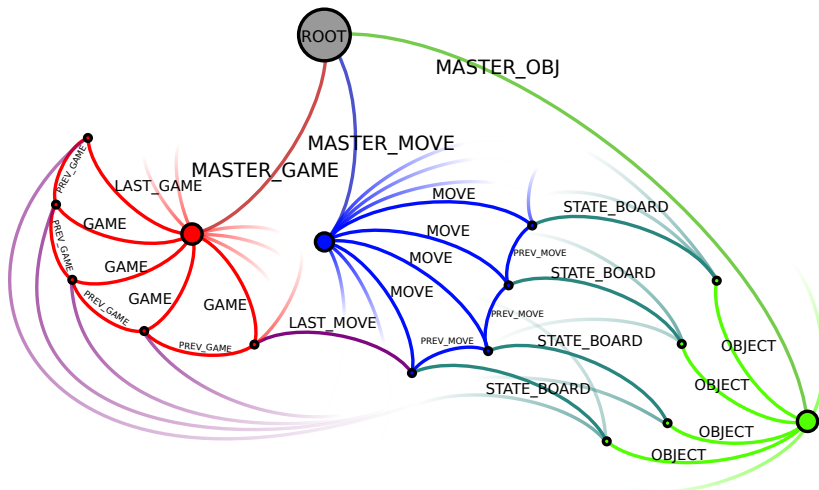 ROOT
MASTER_OBJ
MASTER_MOVE
MASTER_GAME
PREV_GAME
LAST_GAME
MOVE
STATE_BOARD
GAME
MOVE
PREV_MOVE
PREV_GAME
GAME
MOVE
STATE_BOARD
PREV_GAME
GAME
GAME
MOVE
PREV_MOVE
LAST_MOVE
PREV_GAME
PREV_MOVE
STATE_BOARD
OBJECT
OBJECT
STATE_BOARD
OBJECT
OBJECT